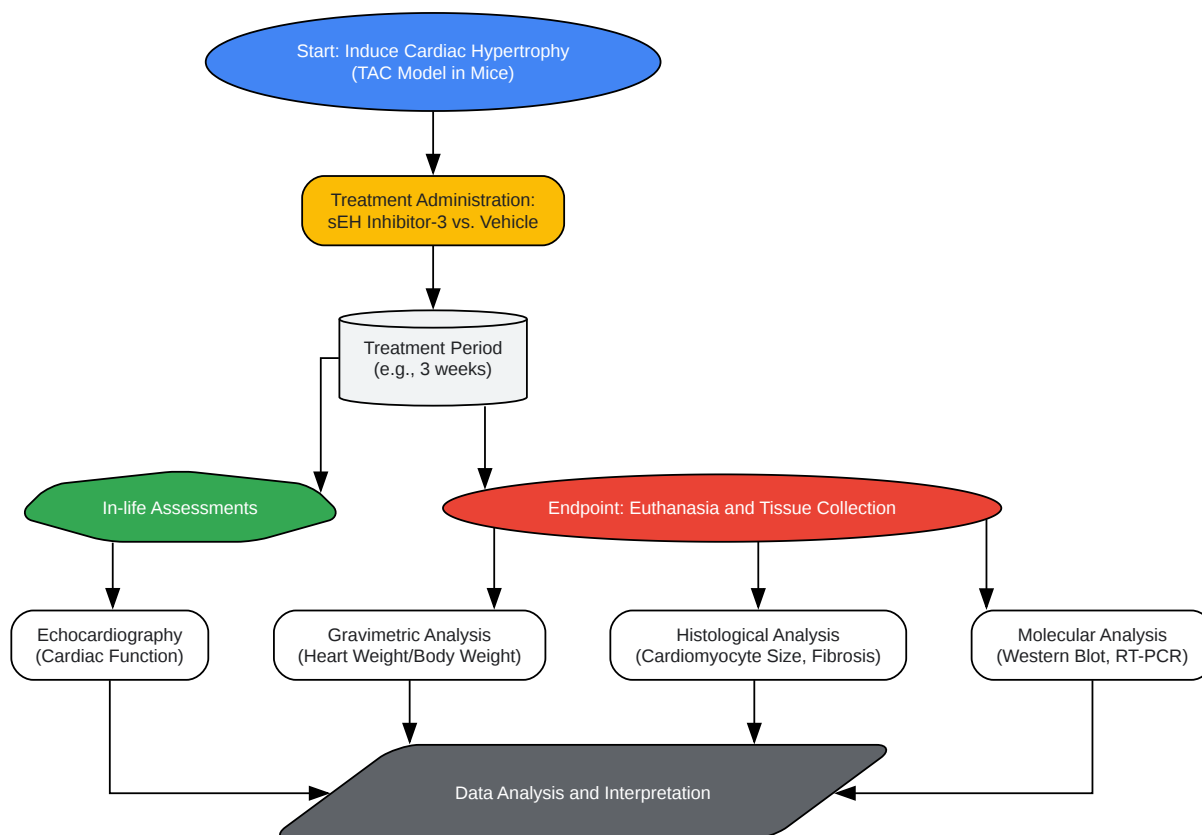 Start: Induce Cardiac Hypertrophy
(TAC Model in Mice)
Treatment Administration:
sEH Inhibitor-3 vs. Vehicle
Treatment Period
(e.g., 3 weeks)
In-life Assessments
Endpoint: Euthanasia and Tissue Collection
Echocardiography
(Cardiac Function)
Gravimetric Analysis
(Heart Weight/Body Weight)
Histological Analysis
(Cardiomyocyte Size, Fibrosis)
Molecular Analysis
(Western Blot, RT-PCR)
Data Analysis and Interpretation